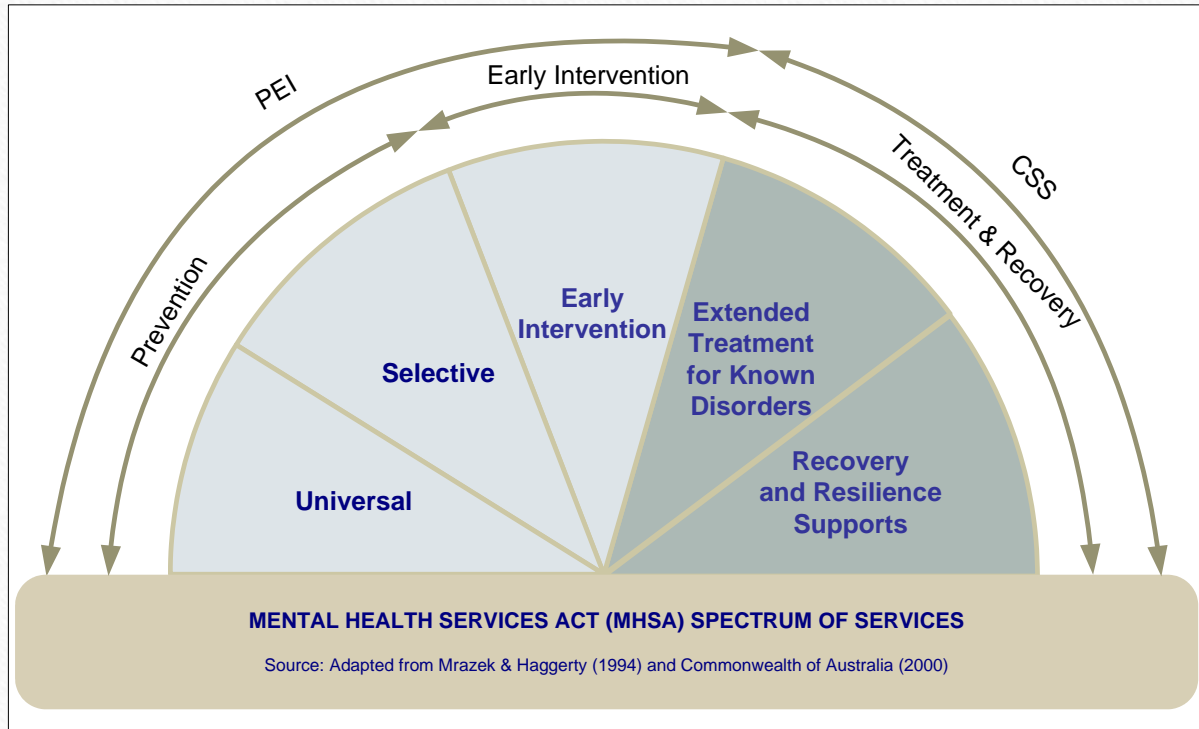 PEI
Early Intervention
CSS
Prevention
Treatment & Recovery
Universal
Selective
Early
Intervention
Extended
Treatment
for Known
Disorders
Recovery
and Resilience
Supports
MENTAL HEALTH SERVICES ACT (MHSA) SPECTRUM OF SERVICES
Source: Adapted from Mrazek & Haggerty (1994) and Commonwealth of Australia (2000)